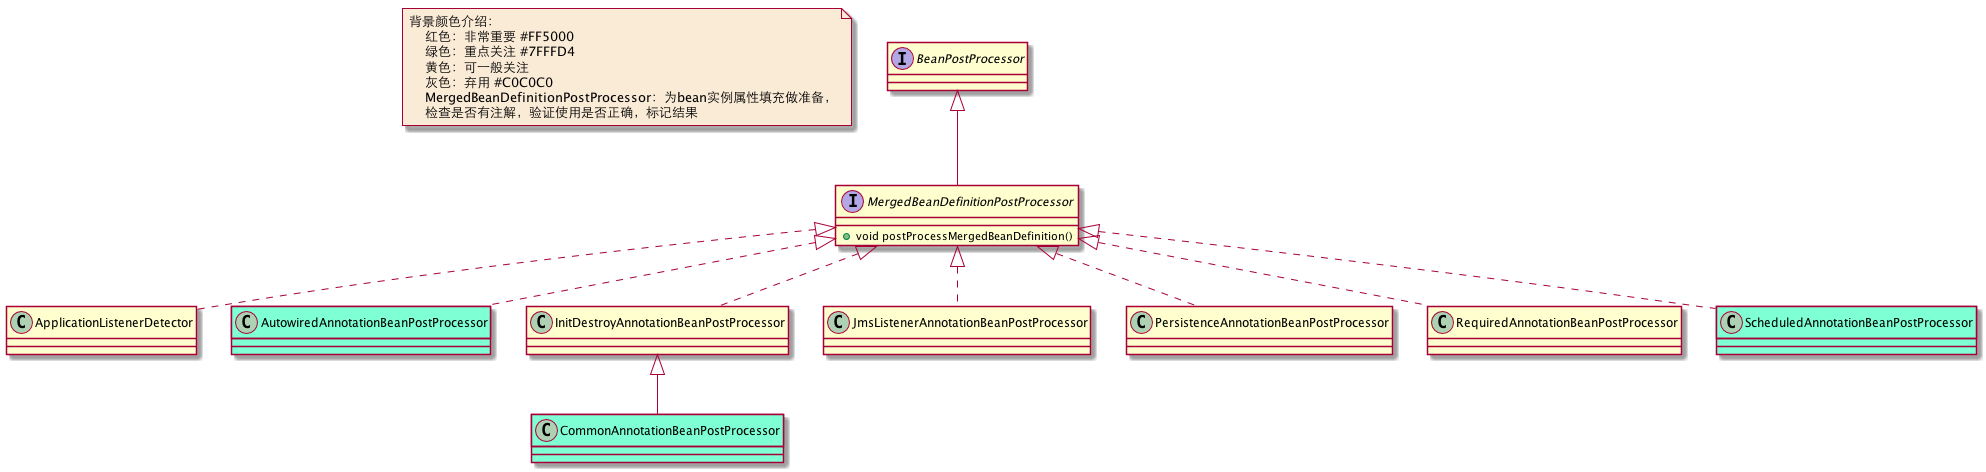 背景颜色介绍：
红色：非常重要 #FF5000
绿色：重点关注 #7FFFD4
黄色：可一般关注
灰色：弃用 #C0C0C0
MergedBeanDefinitionPostProcessor：为bean实例属性填充做准备，
检查是否有注解，验证使用是否正确，标记结果
I BeanPostProcessor
I MergedBeanDefinitionPostProcessor
void postProcessMergedBeanDefinition()
C ApplicationListenerDetector
C AutowiredAnnotationBeanPostProcessor
C InitDestroyAnnotationBeanPostProcessor
C JmsListenerAnnotationBeanPostProcessor
C PersistenceAnnotationBeanPostProcessor
C RequiredAnnotationBeanPostProcessor
C ScheduledAnnotationBeanPostProcessor
C CommonAnnotationBeanPostProcessor